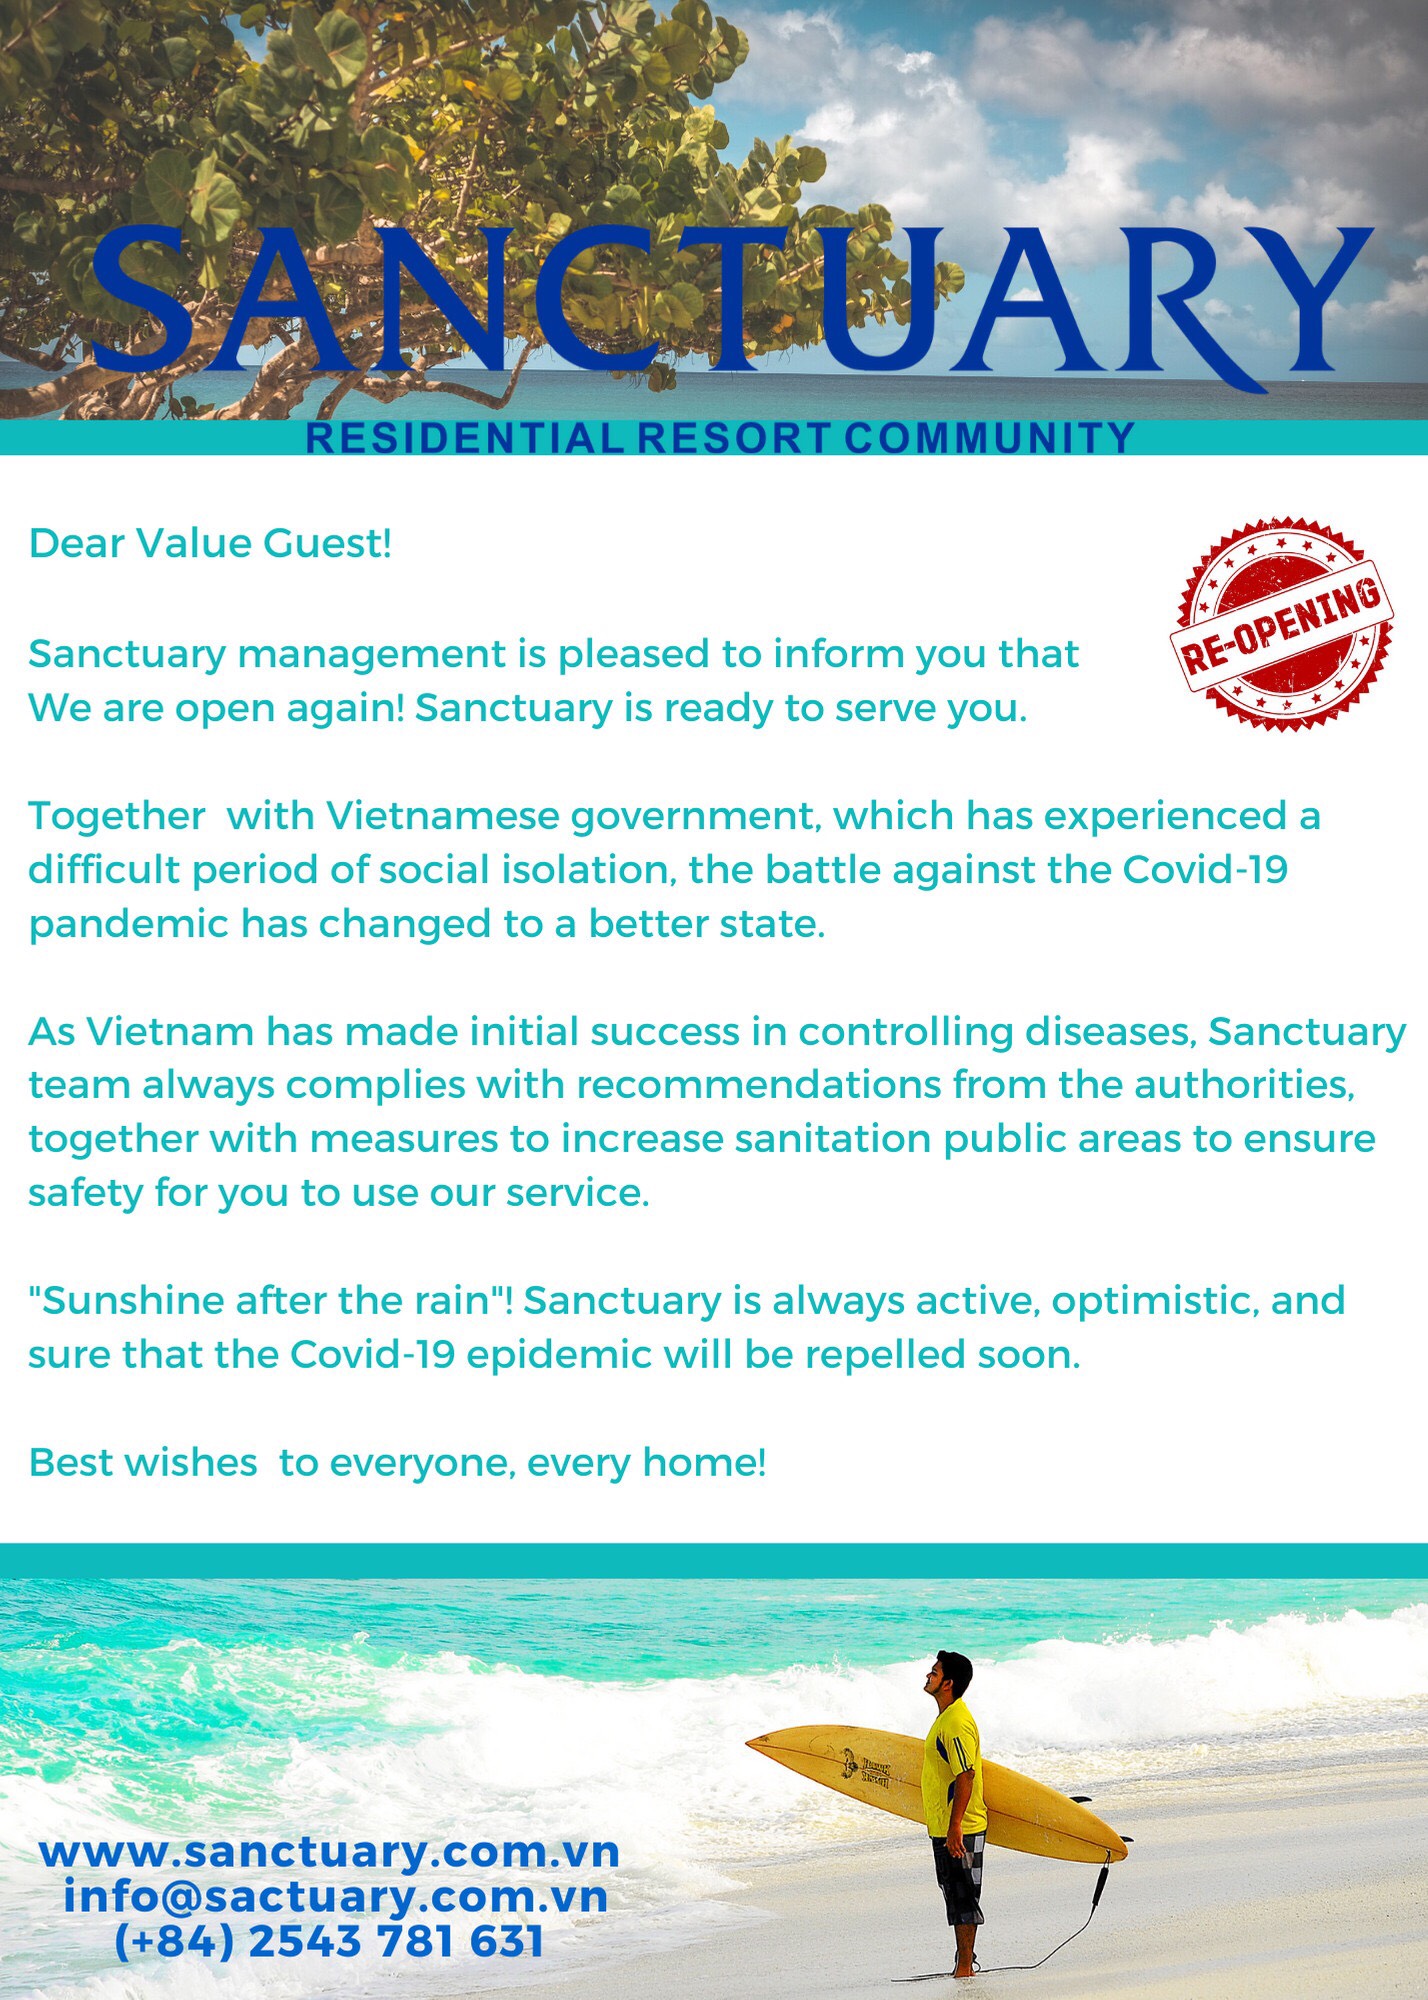 SANCTUARY
RESIDENTIAL RESORT COMMUNITY
Dear Value Guest!
RE-OPENING
Sanctuary management is pleased to inform you that
We are open again! Sanctuary is ready to serve you.
Together  with Vietnamese government, which has experienced a
difficult period of social isolation, the battle against the Covid-19
pandemic has changed to a better state.
As Vietnam has made initial success in controlling diseases, Sanctuary
team always complies with recommendations from the authorities,
together with measures to increase sanitation public areas to ensure
safety for you to use our service.
"Sunshine after the rain"! Sanctuary is always active, optimistic, and
sure that the Covid-19 epidemic will be repelled soon.
Best wishes  to everyone, every home!
www.sanctuary.com.vn
info@sactuary.com.vn
(+84) 2543 781 631